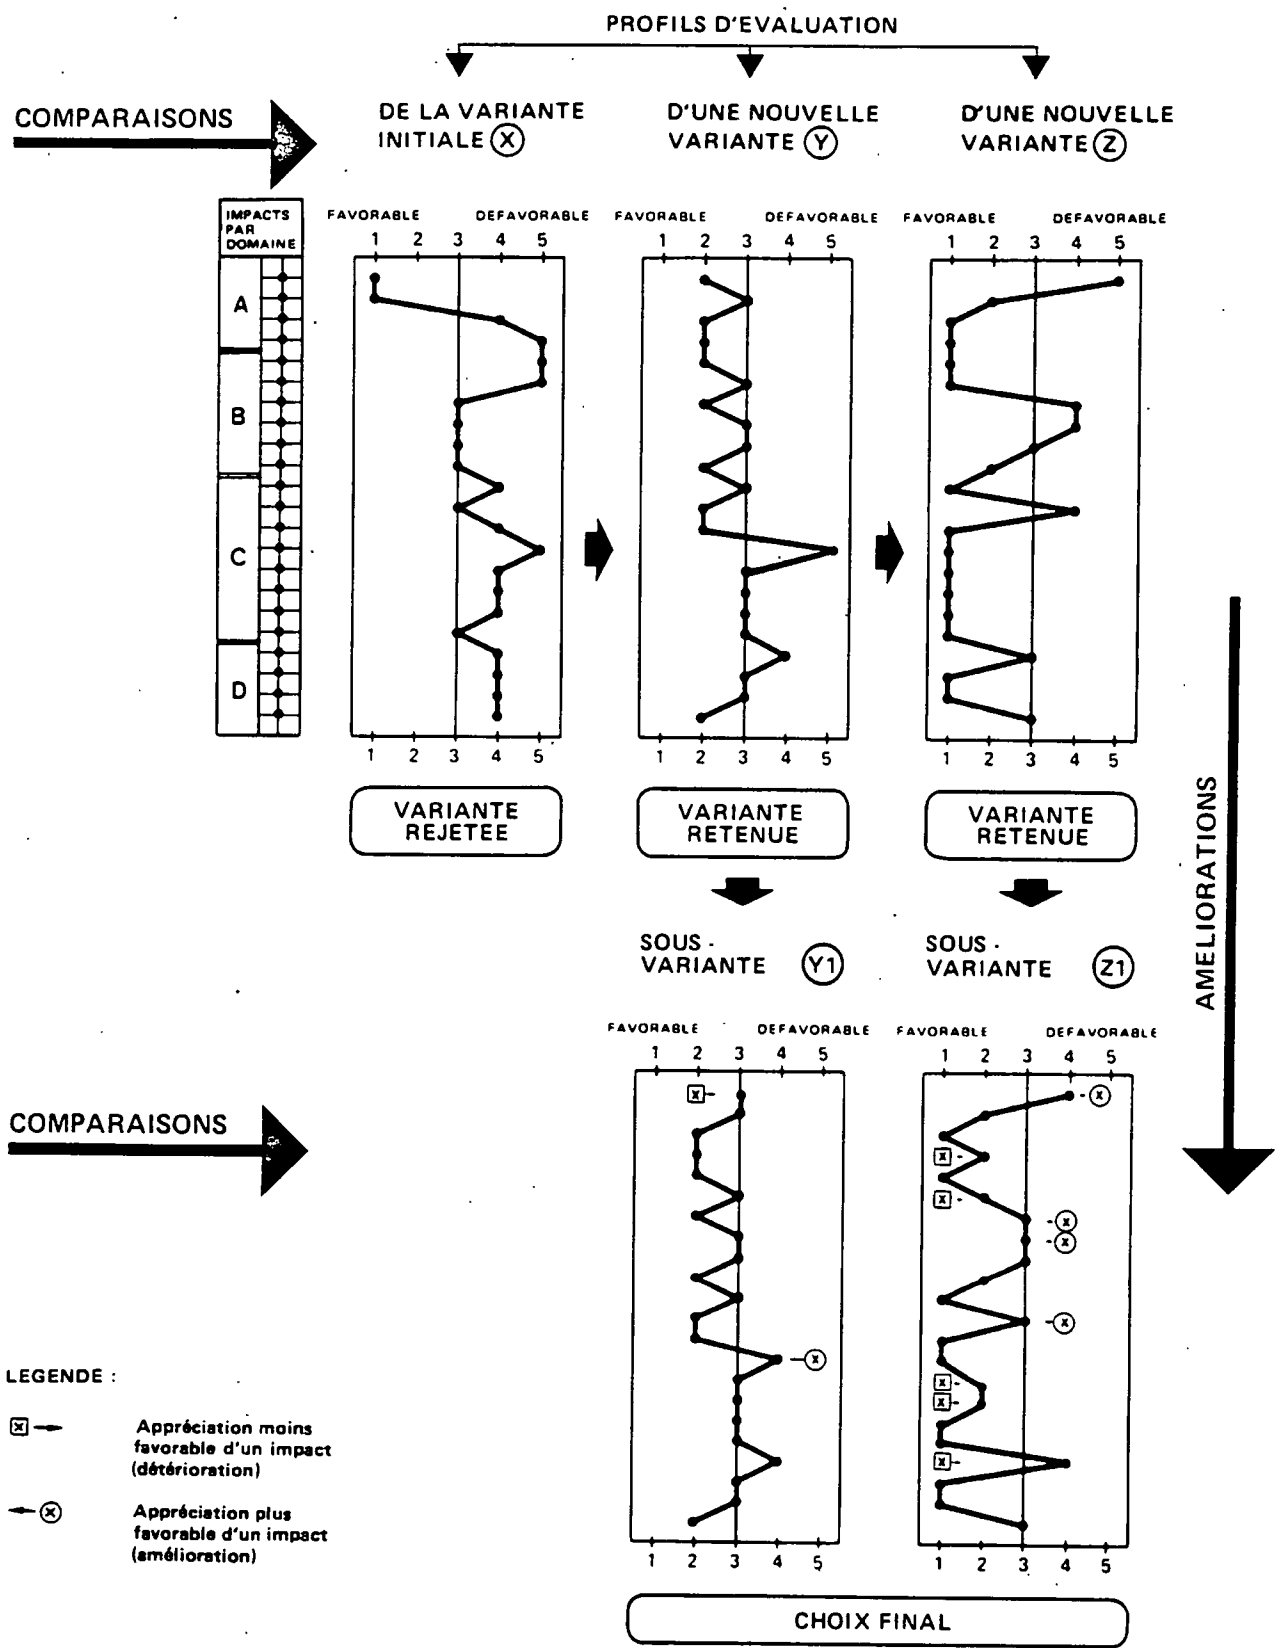 PROFILS D'EVALUATION
COMPARAISONS
DE LA VARIANTE
INITIALE X
D'UNE NOUVELLE
VARIANTE Y
D'UNE NOUVELLE
VARIANTE Z
IMPACTS
PAR
DOMAINE
FAVORABLE DEFAVORABLE
1 2 3 4 5
FAVORABLE DEFAVORABLE
1 2 3 4 5
FAVORABLE DEFAVORABLE
1 2 3 4 5
A
B
C
D
1 2 3 4 5
1 2 3 4 5
1 2 3 4 5
VARIANTE
REJETEE
VARIANTE
RETENUE
VARIANTE
RETENUE
AMELIORATIONS
SOUS-
VARIANTE Y1
SOUS-
VARIANTE Z1
FAVORABLE DEFAVORABLE
1 2 3 4 5
FAVORABLE DEFAVORABLE
1 2 3 4 5
COMPARAISONS
x
x
x
x
x
x
x
x
x
x
x
1 2 3 4 5
1 2 3 4 5
LEGENDE :
x Appréciation moins
favorable d'un impact
(détérioration)
x Appréciation plus
favorable d'un impact
(amélioration)
CHOIX FINAL